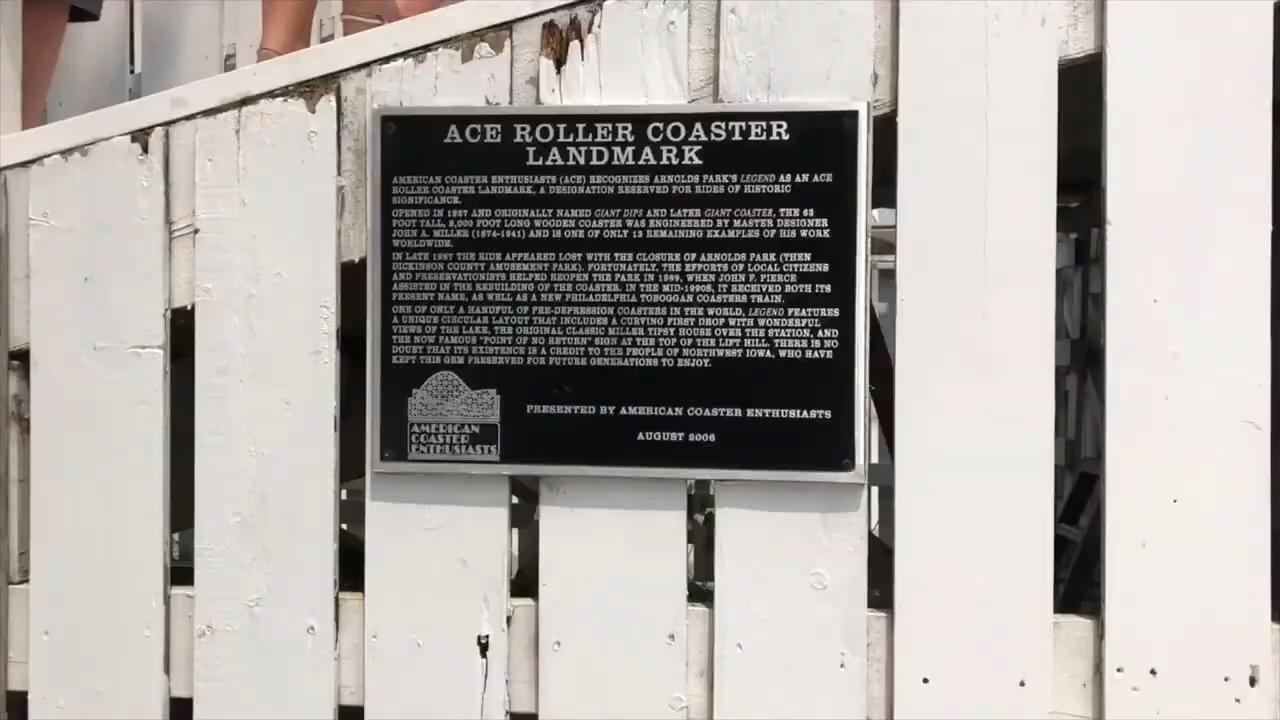 ACE ROLLER COASTER
LANDMARK
AMERICAN COASTER ENTHUSIASTS (ACE) RECOGNIZES ARNOLDS PARK'S LEGEND AS AN ACE
ROLLER COASTER LANDMARK, A DESIGNATION RESERVED FOR RIDES OF HISTORIC
SIGNIFICANCE.
OPENED IN 1927 AND ORIGINALLY NAMED GIANT DIPS AND LATER GIANT COASTER, THE 63
FOOT TALL, 3,000 FOOT LONG WOODEN COASTER WAS ENGINEERED BY MASTER DESIGNER
JOHN A. MILLER (1874-1941) AND IS ONE OF ONLY 13 REMAINING EXAMPLES OF HIS WORK
WORLDWIDE.
IN LATE 1987 THE RIDE APPEARED LOST WITH THE CLOSURE OF ARNOLDS PARK (THEN
DICKINSON COUNTY AMUSEMENT PARK). FORTUNATELY, THE EFFORTS OF LOCAL CITIZENS
AND PRESERVATIONISTS HELPED REOPEN THE PARK IN 1989, WHEN JOHN F. PIERCE
ASSISTED IN THE REBUILDING OF THE COASTER. IN THE MID-1990S, IT RECEIVED BOTH ITS
PRESENT NAME, AS WELL AS A NEW PHILADELPHIA TOBOGGAN COASTERS TRAIN.
ONE OF ONLY A HANDFUL OF PRE-DEPRESSION COASTERS IN THE WORLD, LEGEND FEATURES
A UNIQUE CIRCULAR LAYOUT THAT INCLUDES A CURVING FIRST DROP WITH WONDERFUL
VIEWS OF THE LAKE, THE ORIGINAL CLASSIC MILLER TIPSY HOUSE OVER THE STATION, AND
THE NOW FAMOUS "POINT OF NO RETURN" SIGN AT THE TOP OF THE LIFT HILL. THERE IS NO
DOUBT THAT ITS EXISTENCE IS A CREDIT TO THE PEOPLE OF NORTHWEST IOWA, WHO HAVE
KEPT THIS GEM PRESERVED FOR FUTURE GENERATIONS TO ENJOY.
PRESENTED BY AMERICAN COASTER ENTHUSIASTS
AUGUST 2006
AMERICAN
COASTER
ENTHUSIASTS